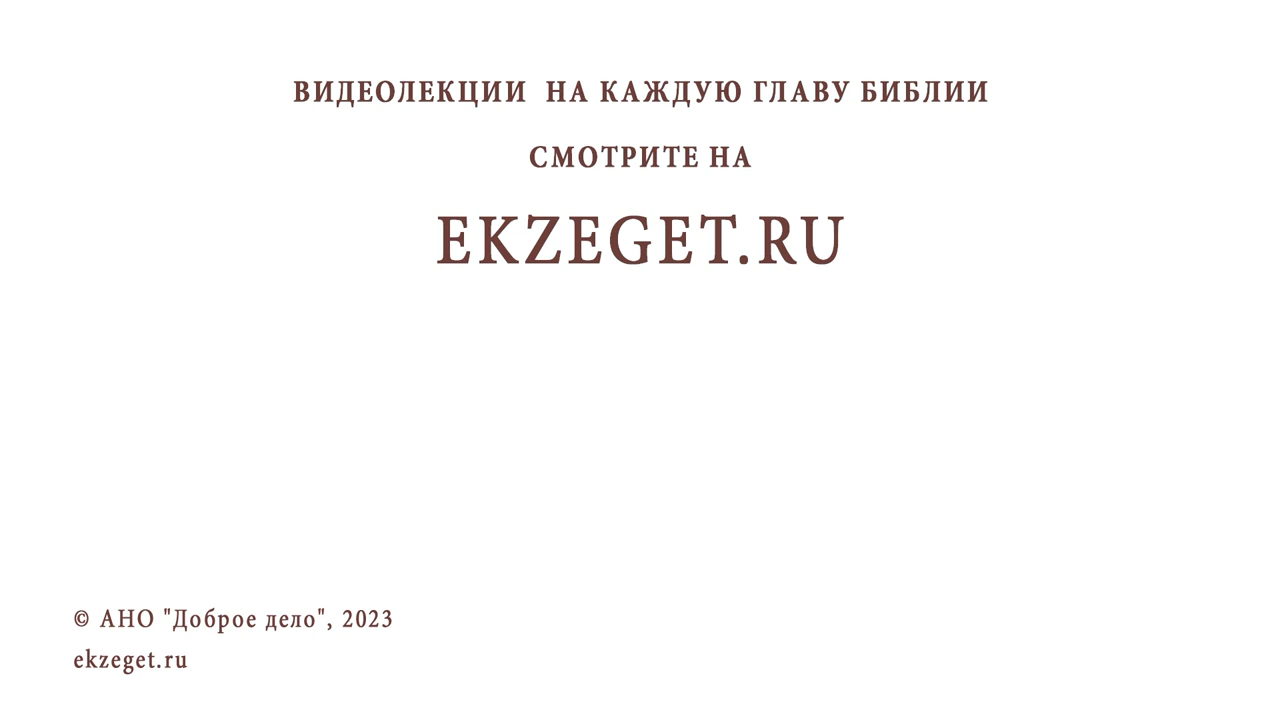 ВИДЕОЛЕКЦИИ НА КАЖДУЮ ГЛАВУ БИБЛИИ
СМОТРИТЕ НА
EKZEGET.RU
© АНО "Доброе дело", 2023
ekzeget.ru